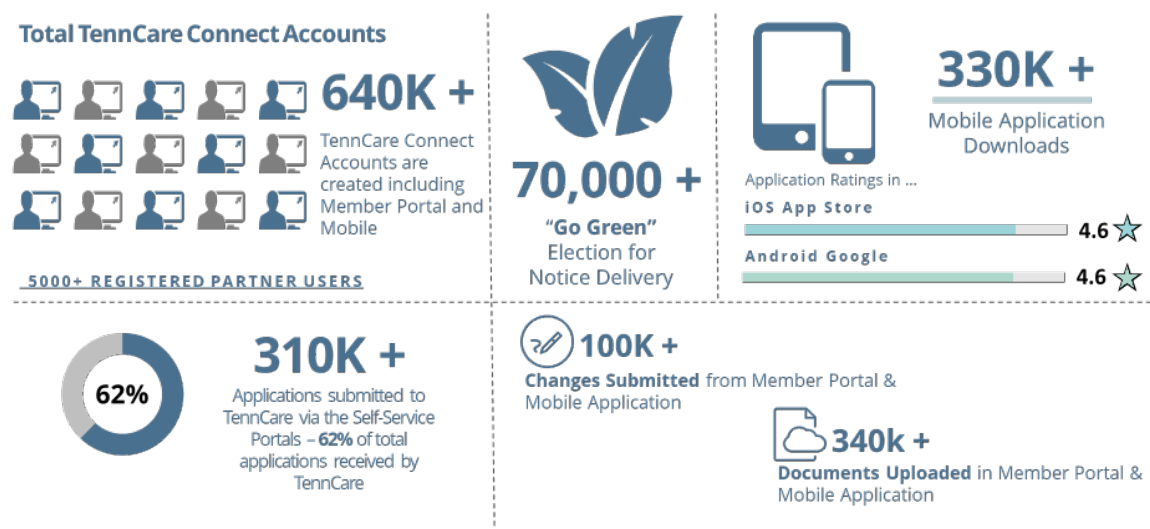 Total TennCare Connect Accounts
640K +
TennCare Connect
Accounts are
created including
Member Portal and
Mobile
5000+ REGISTERED PARTNER USERS
70,000 +
“Go Green”
Election for
Notice Delivery
330K +
Mobile Application
Downloads
Application Ratings in ...
iOS App Store
4.6
Android Google
4.6
62%
310K +
Applications submitted to
TennCare via the Self-Service
Portals – 62% of total
applications received by
TennCare
100K +
Changes Submitted from Member Portal &
Mobile Application
340k +
Documents Uploaded in Member Portal &
Mobile Application